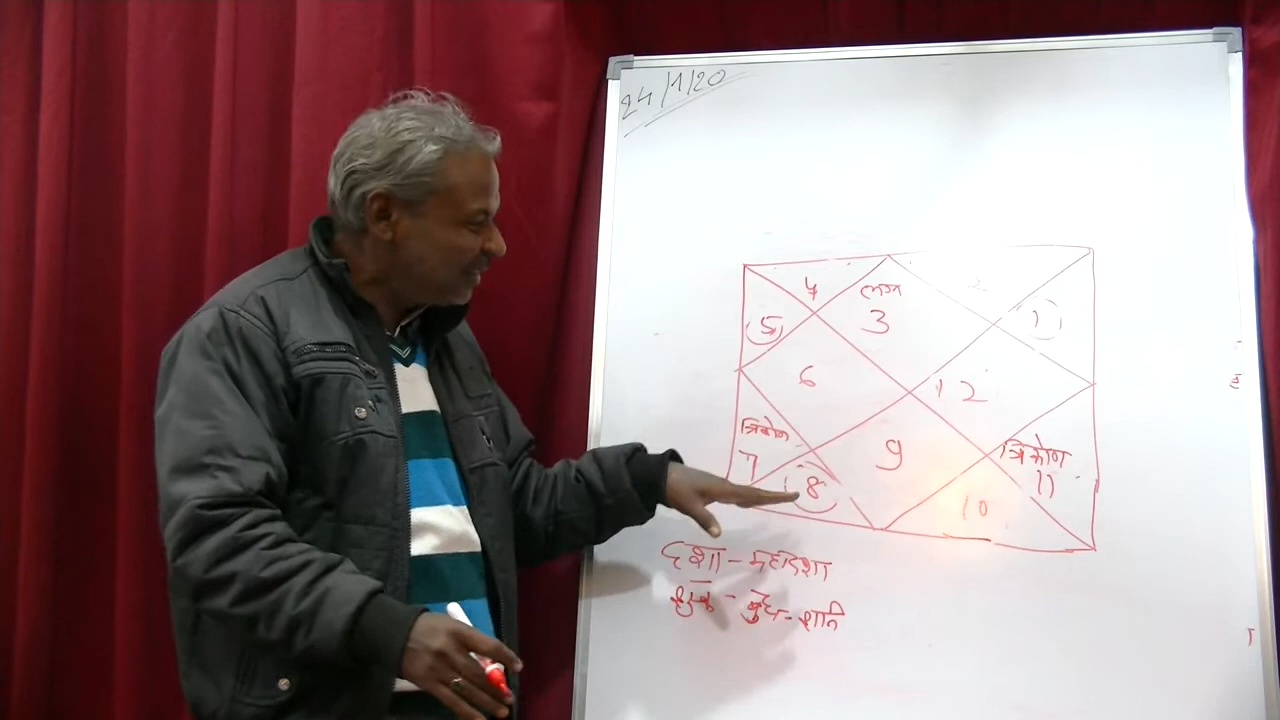 24/1/20
4 लग्न
(5) 3 1)
6 12
त्रिकोण 9 त्रिकोण
7 (8) 11
10
दशा - महादशा
शुक्र - बुध - शनि